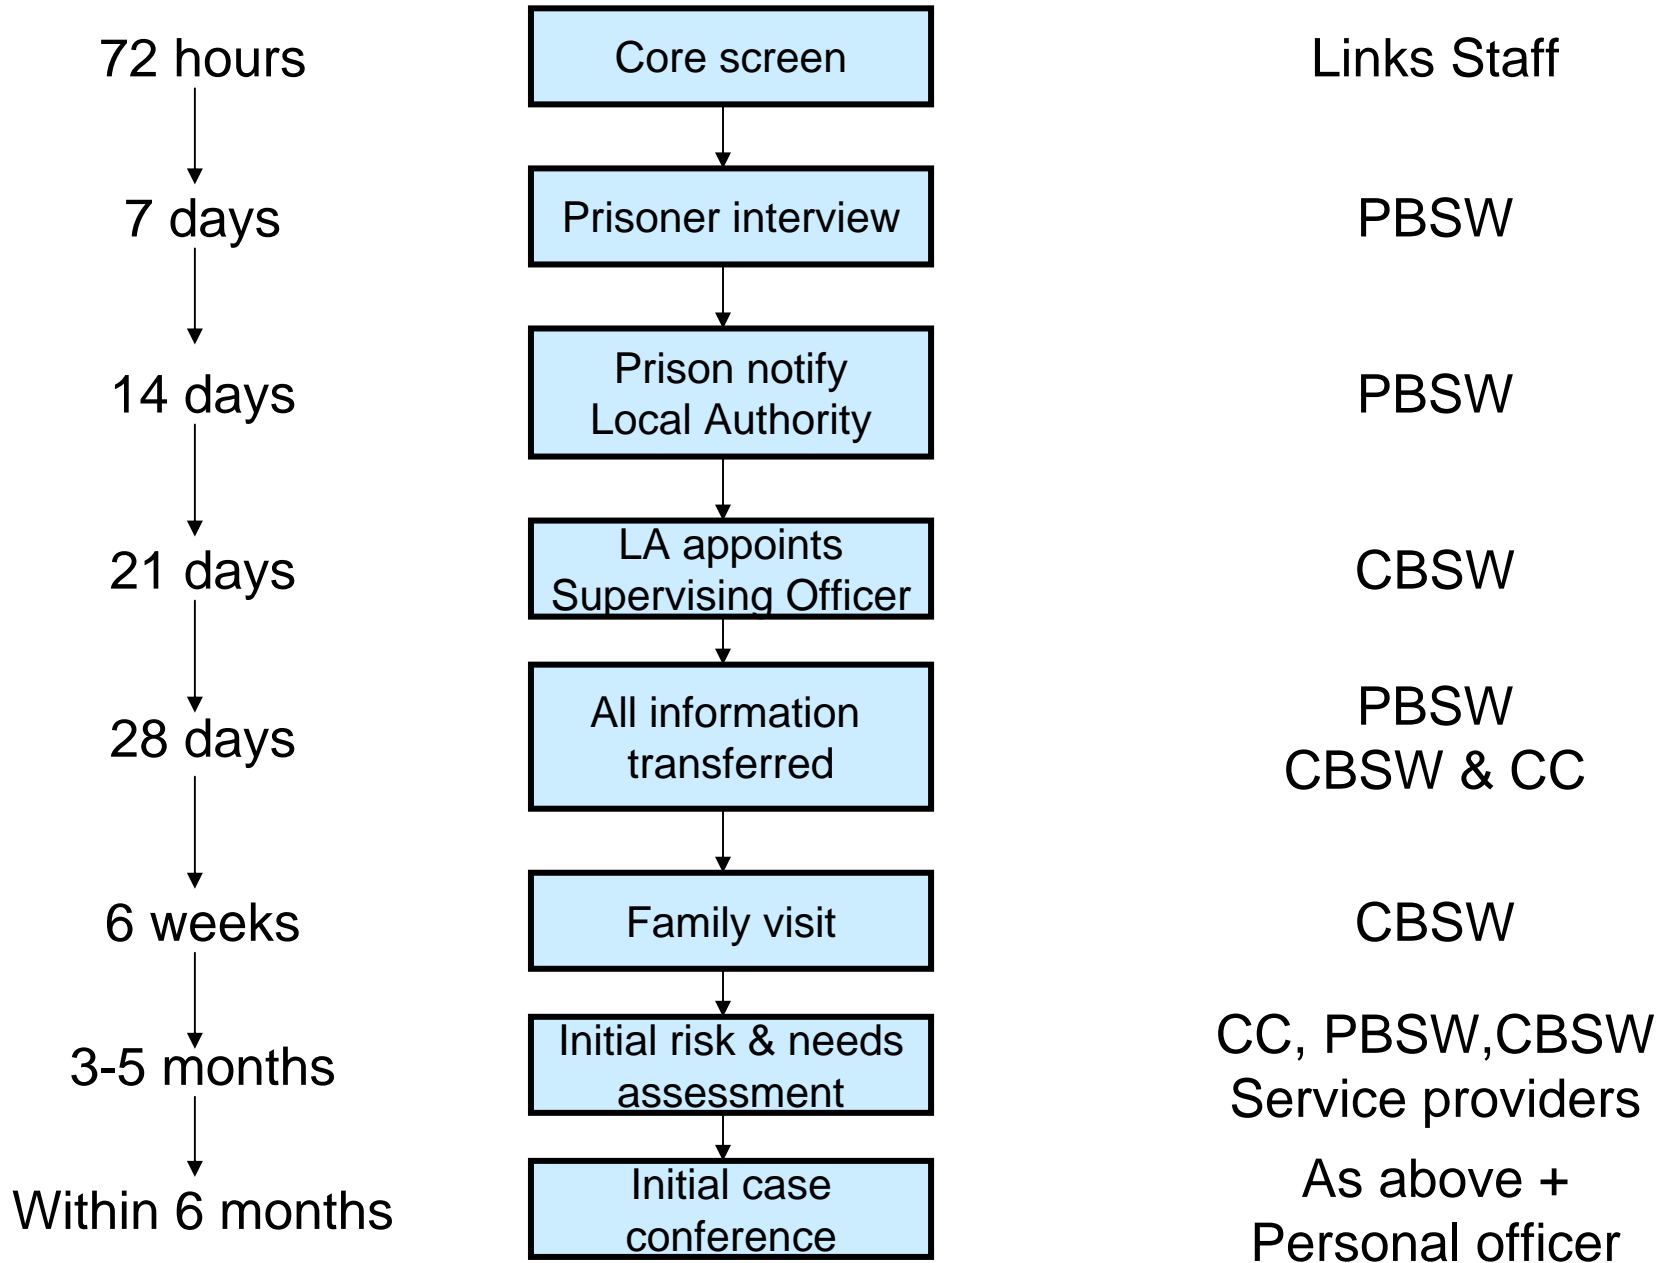 72 hours
Core screen
Links Staff
7 days
Prisoner interview
PBSW
14 days
Prison notify
Local Authority
PBSW
21 days
LA appoints
Supervising Officer
CBSW
28 days
All information
transferred
PBSW
CBSW & CC
6 weeks
Family visit
CBSW
3-5 months
Initial risk & needs
assessment
CC, PBSW,CBSW
Service providers
Within 6 months
Initial case
conference
As above +
Personal officer